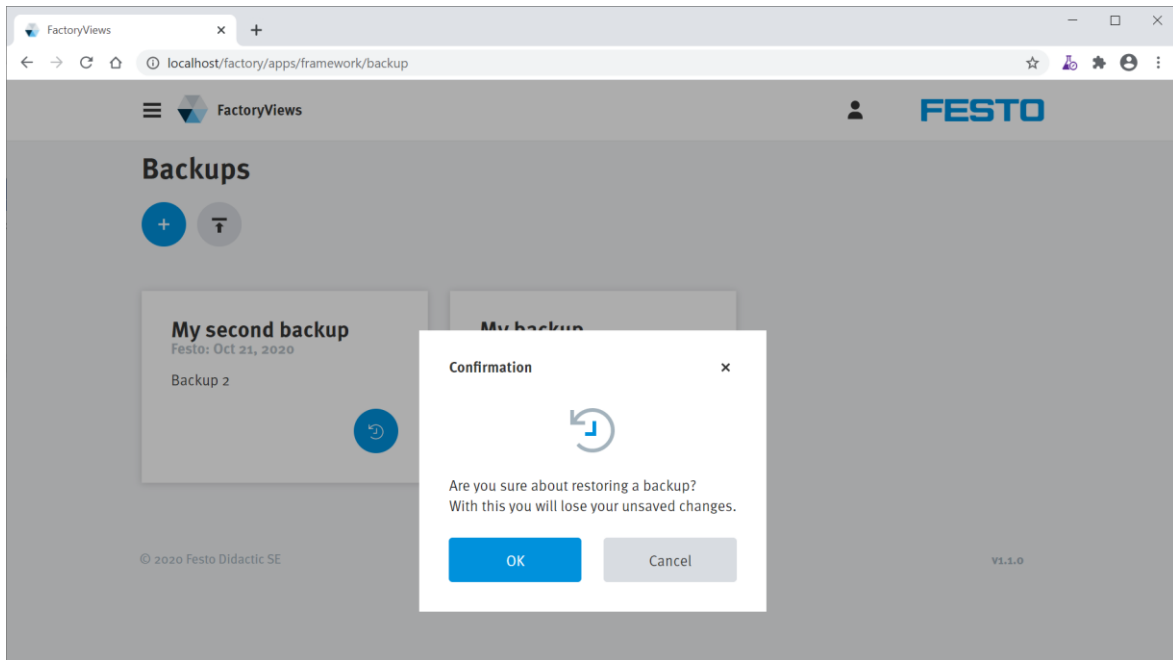 FactoryViews
localhost/factory/apps/framework/backup
FactoryViews
FESTO
Backups
My second backup
Festo: Oct 21, 2020
Backup 2
My backup
Confirmation
Are you sure about restoring a backup?
With this you will lose your unsaved changes.
OK
Cancel
© 2020 Festo Didactic SE
v1.1.0